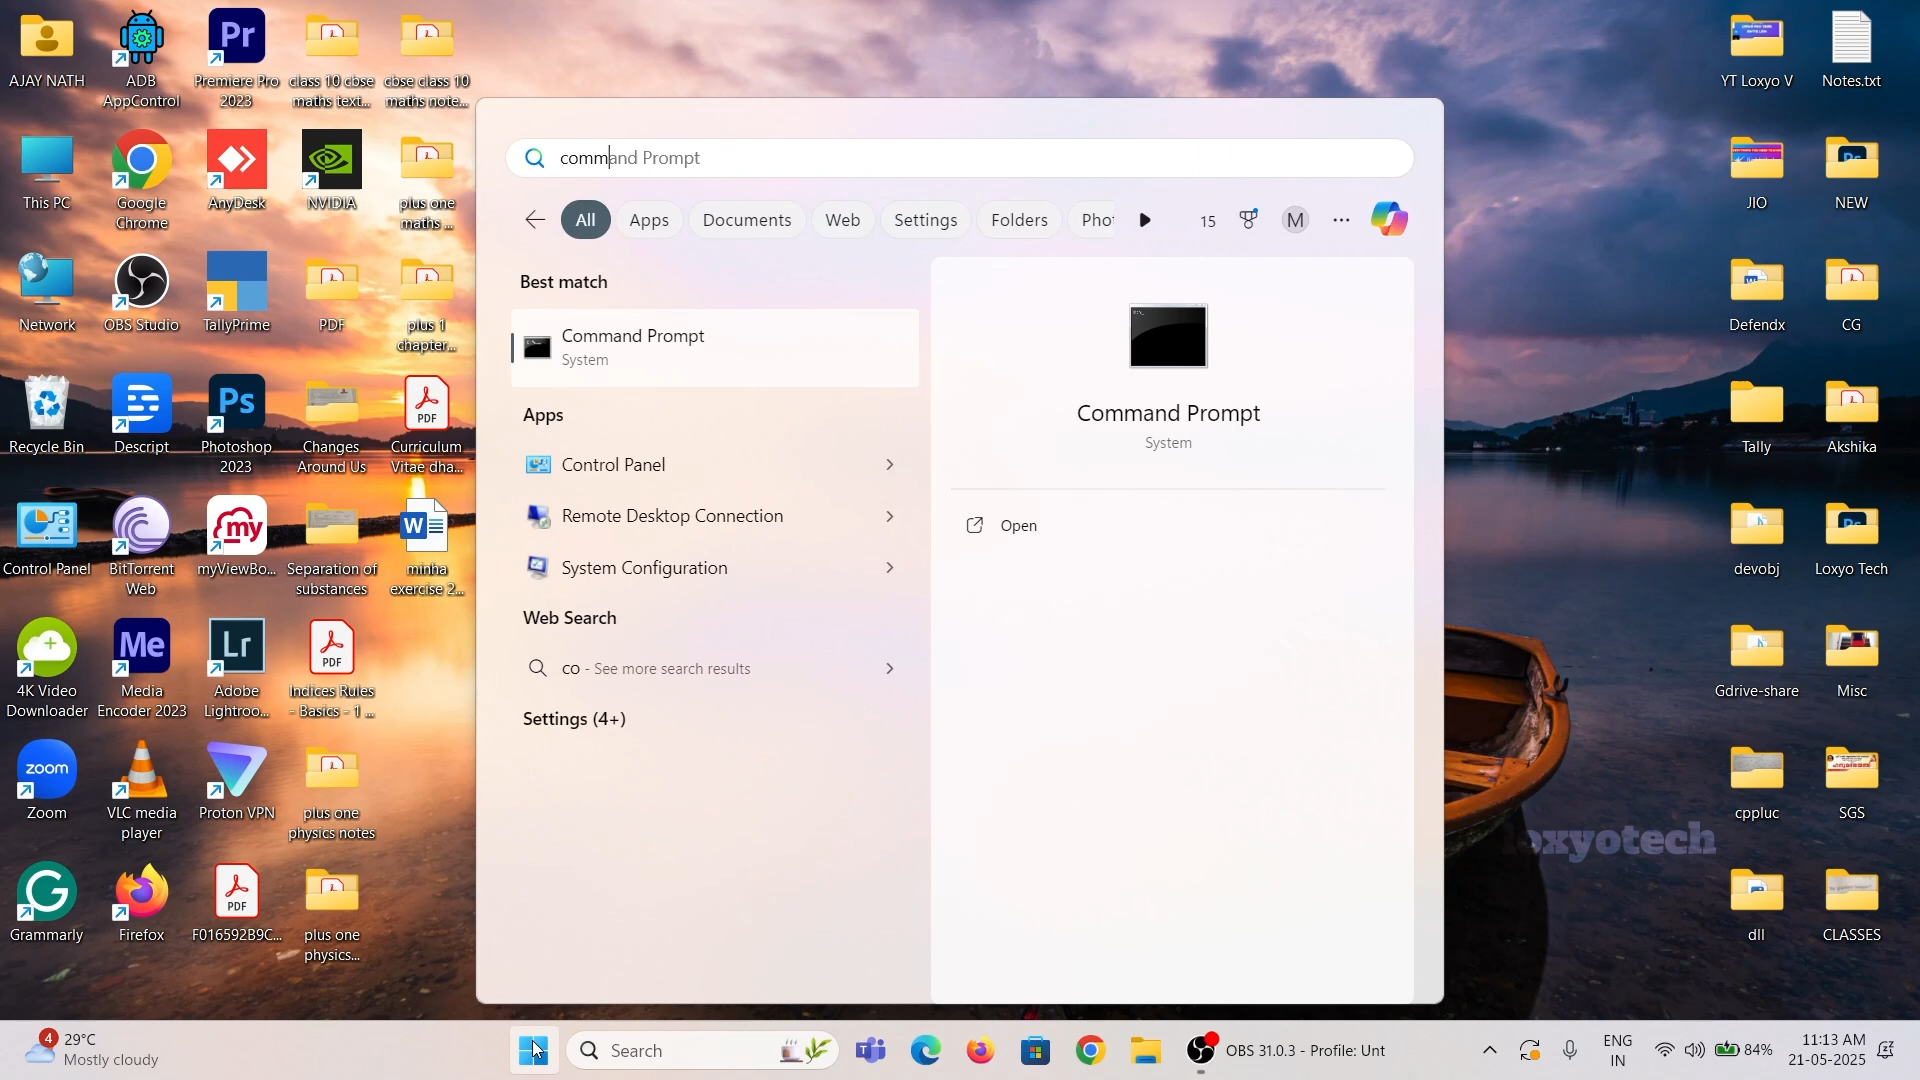 AJAY NATH
ADB
AppControl
Premiere Pro
2023
class 10 cbse
maths text...
cbse class 10
maths note...
This PC
Google
Chrome
AnyDesk
NVIDIA
plus one
maths ...
Network
OBS Studio
TallyPrime
PDF
plus 1
chapter...
Recycle Bin
Descript
Photoshop
2023
Changes
Around Us
PDF
Curriculum
Vitae dha...
Control Panel
BitTorrent
Web
myViewBo...
Separation of
substances
minha
exercise 2...
4K Video
Downloader
Media
Encoder 2023
Adobe
Lightroo...
PDF
Indices Rules
- Basics - 1 ...
zoom
Zoom
VLC media
player
Proton VPN
plus one
physics notes
Grammarly
Firefox
PDF
F016592B9C...
plus one
physics...
Pr
Ps
my
W
Me
Lr
command Prompt
All
Apps
Documents
Web
Settings
Folders
Phot
15
M
Best match
Command Prompt
System
Apps
Control Panel
Remote Desktop Connection
System Configuration
Web Search
co - See more search results
Settings (4+)
Command Prompt
System
Open
YT Loxyo V
Notes.txt
JIO
NEW
Defendx
CG
Tally
Akshika
devobj
Loxyo Tech
Gdrive-share
Misc
cppluc
SGS
dll
CLASSES
loxyotech
4
29°C
Mostly cloudy
Search
OBS 31.0.3 - Profile: Unt
ENG
IN
84%
11:13 AM
21-05-2025